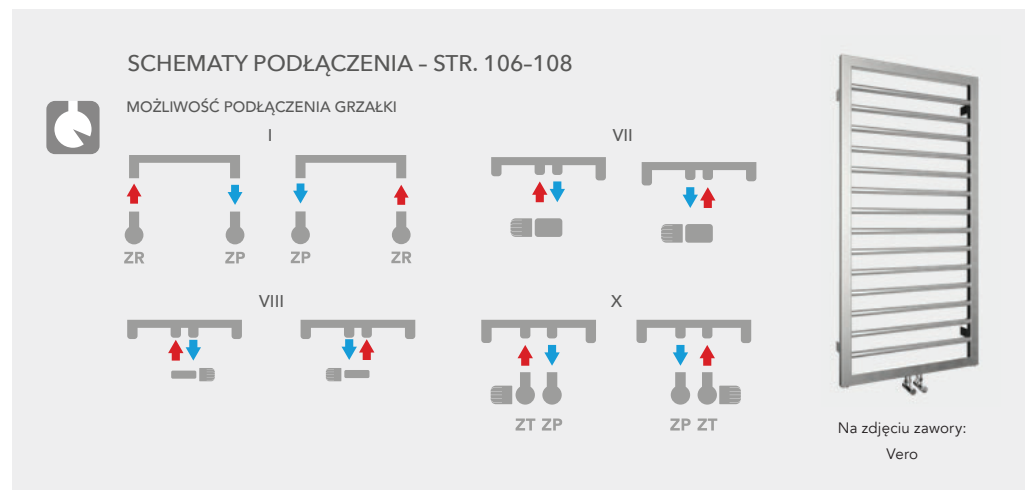 SCHEMATY PODŁĄCZENIA – STR. 106–108
MOŻLIWOŚĆ PODŁĄCZENIA GRZAŁKI
I
VII
ZR ZP ZP ZR
VIII
X
ZT ZP ZP ZT
Na zdjęciu zawory:
Vero